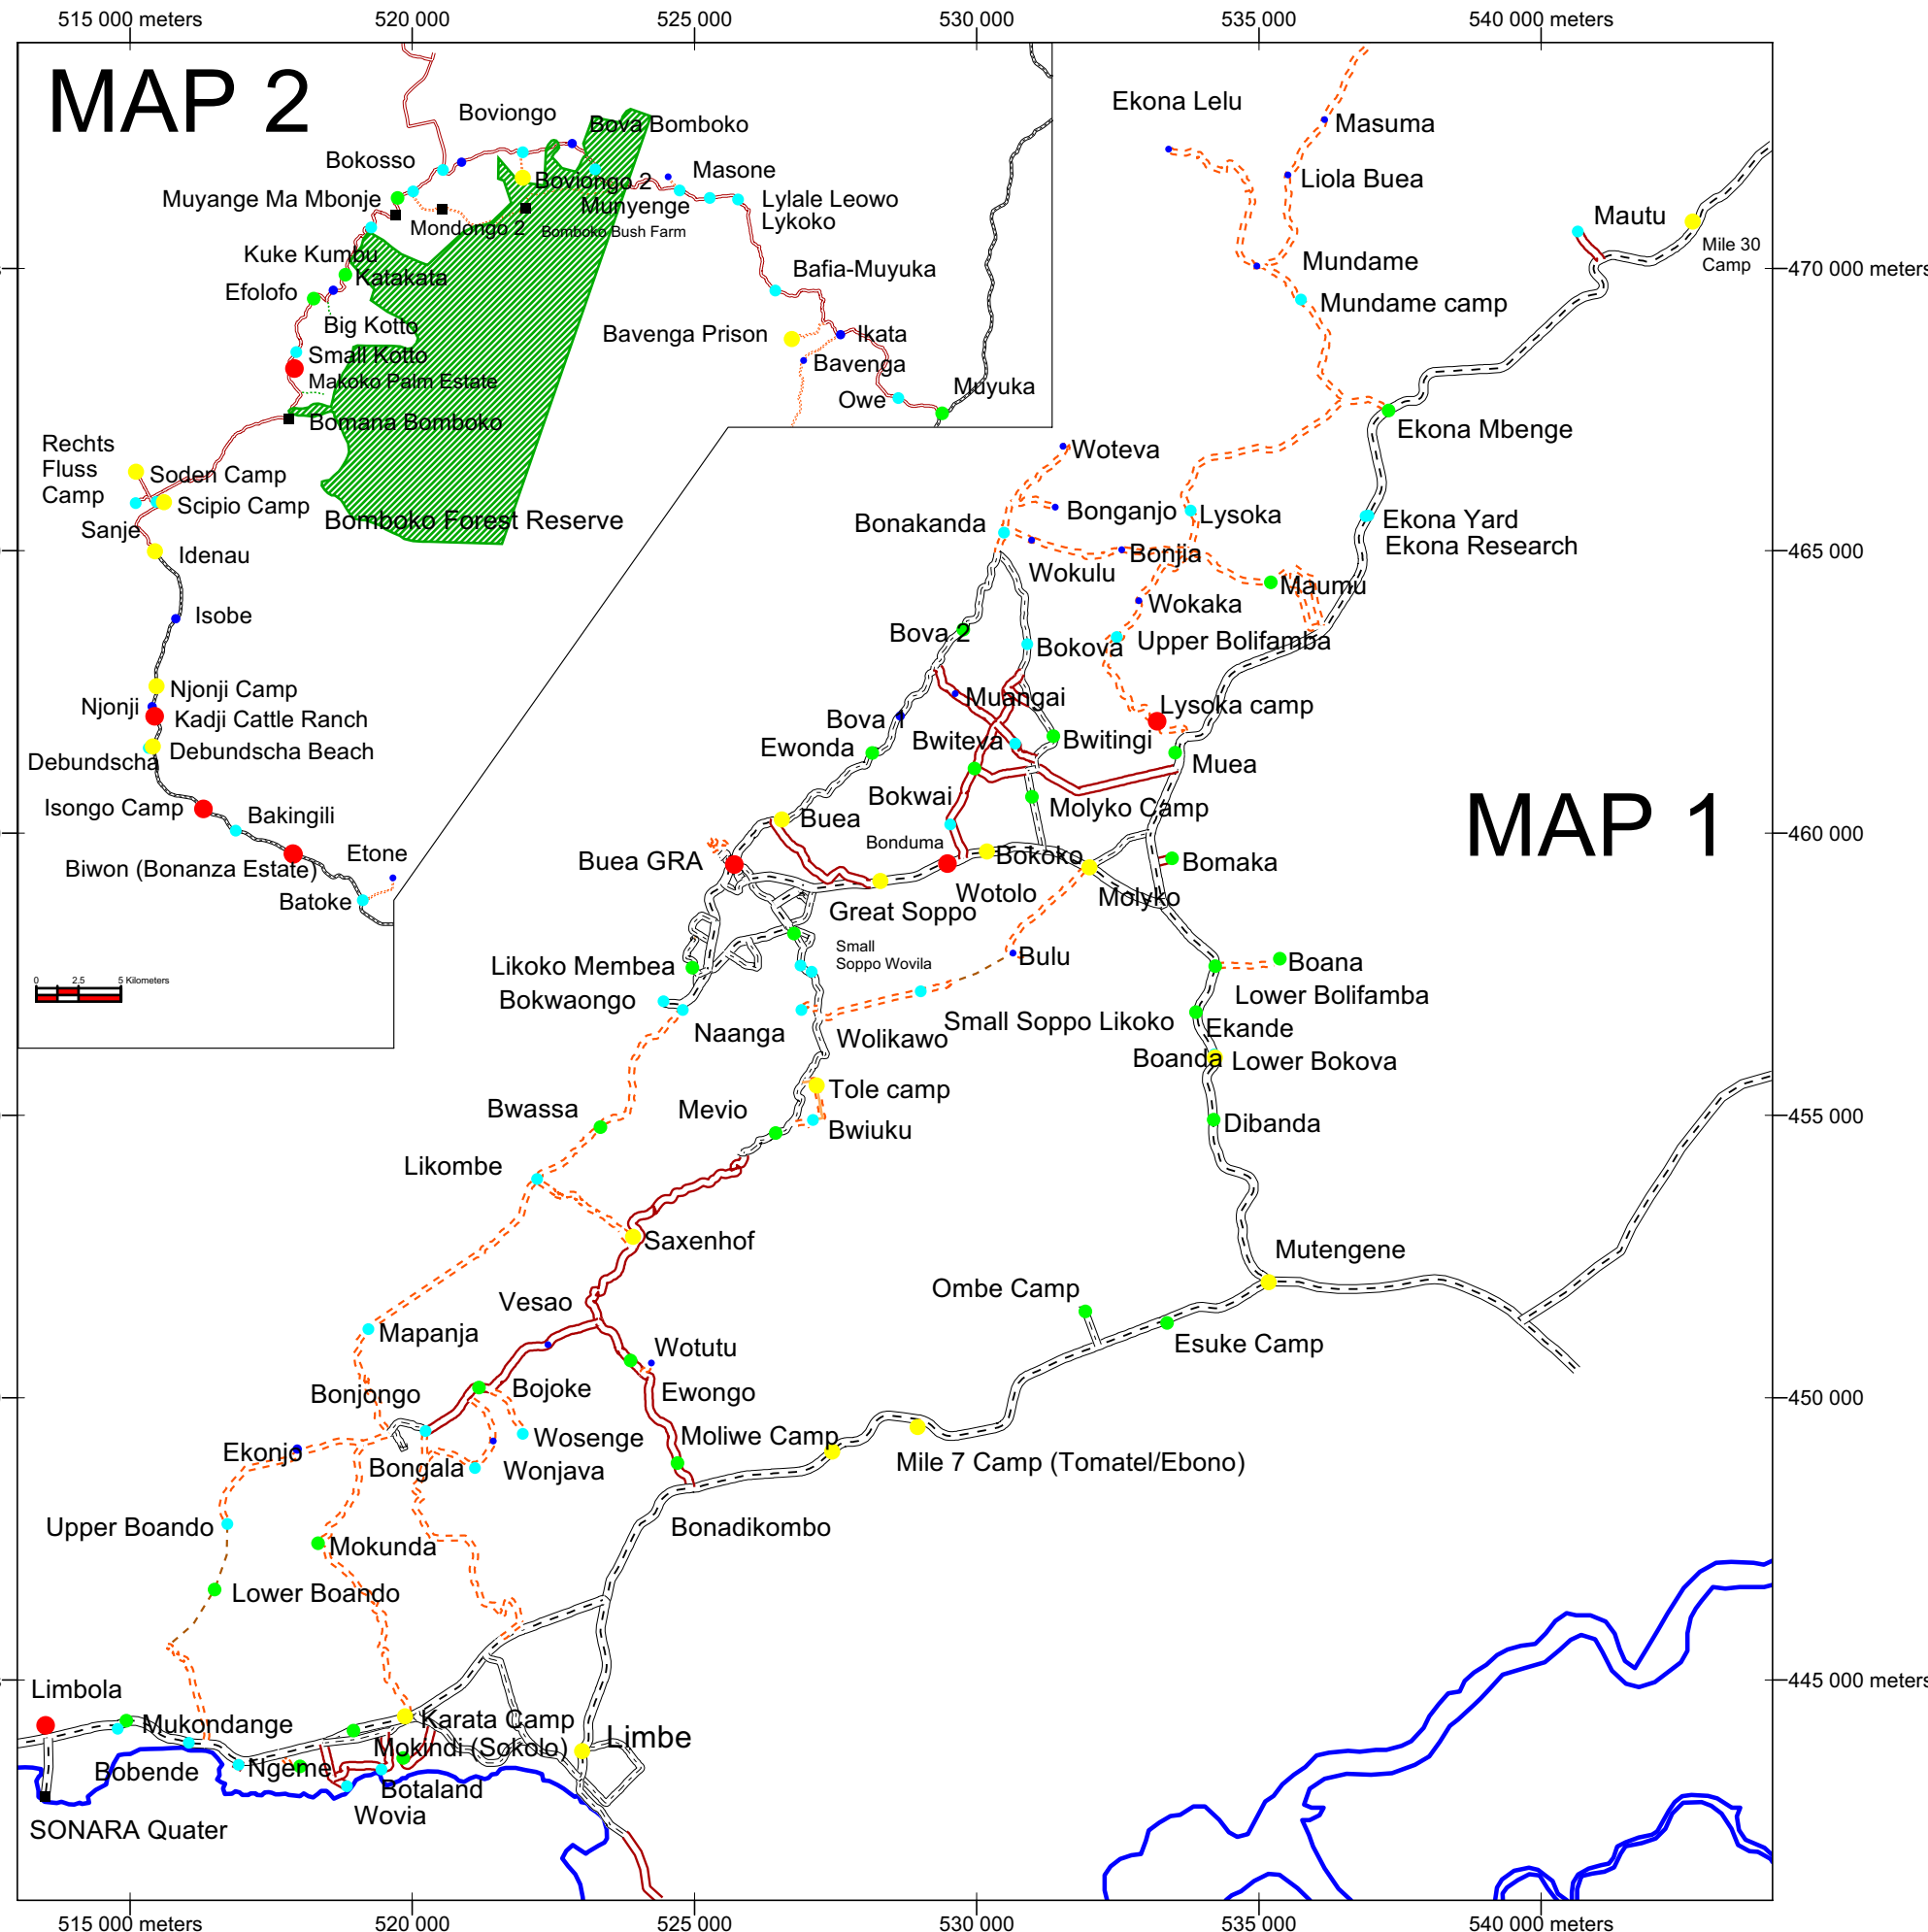 515 000 meters
520 000
525 000
530 000
535 000
540 000 meters
MAP 2
Boviongo
Bova Bomboko
Bokosso
Masone
Boviongo 2
Muyange Ma Mbonje
Munyenge
Lylale Leowo
Lykoko
Mondongo 2
Bomboko Bush Farm
Kuke Kumbu
Katakata
Bafia-Muyuka
Efolofo
Big Kotto
Bavenga Prison
Ikata
Small Kotto
Bavenga
Makoko Palm Estate
Owe
Muyuka
Bomana Bomboko
Rechts
Fluss
Camp
Soden Camp
Scipio Camp
Sanje
Bomboko Forest Reserve
Idenau
Isobe
Njonji Camp
Njonji
Kadji Cattle Ranch
Debundscha Beach
Debundscha
Isongo Camp
Bakingili
Etone
Biwon (Bonanza Estate)
Batoke
0 2.5 5 Kilometers
Ekona Lelu
Masuma
Liola Buea
Mautu
Mile 30
Camp
Mundame
470 000 meters
Mundame camp
Ekona Mbenge
Woteva
Bonganjo
Lysoka
Bonakanda
Ekona Yard
Ekona Research
465 000
Bonjia
Wokulu
Maumu
Wokaka
Bova 2
Bokova
Upper Bolifamba
Muangai
Lysoka camp
Bova 1
Ewonda
Bwiteva
Bwitingi
Muea
Bokwai
Molyko Camp
MAP 1
Buea
Bonduma
460 000
Buea GRA
Bokoko
Bomaka
Wotolo
Molyko
Great Soppo
Small
Soppo Wovila
Bulu
Boana
Likoko Membea
Bokwaongo
Lower Bolifamba
Small Soppo Likoko
Ekande
Naanga
Wolikawo
Boanda
Lower Bokova
Tole camp
Bwassa
Mevio
Bwiuku
Dibanda
455 000
Likombe
Saxenhof
Mutengene
Ombe Camp
Vesao
Mapanja
Wotutu
Esuke Camp
Bonjongo
Bojoke
Ewongo
450 000
Ekonjo
Wosenge
Moliwe Camp
Bongala
Wonjava
Mile 7 Camp (Tomatel/Ebono)
Upper Boando
Bonadikombo
Mokunda
Lower Boando
Limbola
445 000 meters
Mukondange
Karata Camp
Limbe
Mokindi (Sokolo)
Bobende
Ngeme
Botaland
Wovia
SONARA Quater
515 000 meters
520 000
525 000
530 000
535 000
540 000 meters